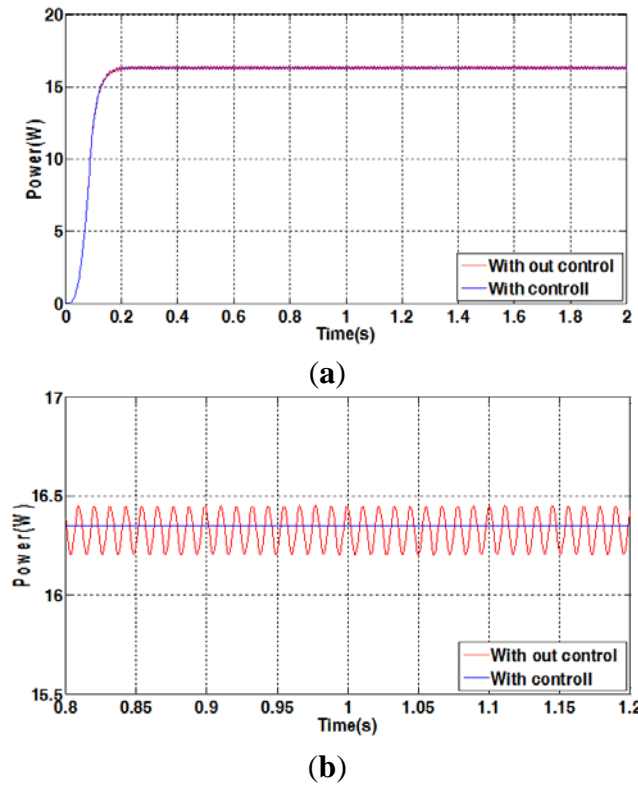 20
15
10
5
0
Power(W)
With out control
With controll
0 0.2 0.4 0.6 0.8 1 1.2 1.4 1.6 1.8 2
Time(s)
(a)
17
16.5
16
15.5
Power(W)
With out control
With controll
0.8 0.85 0.9 0.95 1 1.05 1.1 1.15 1.2
Time(s)
(b)